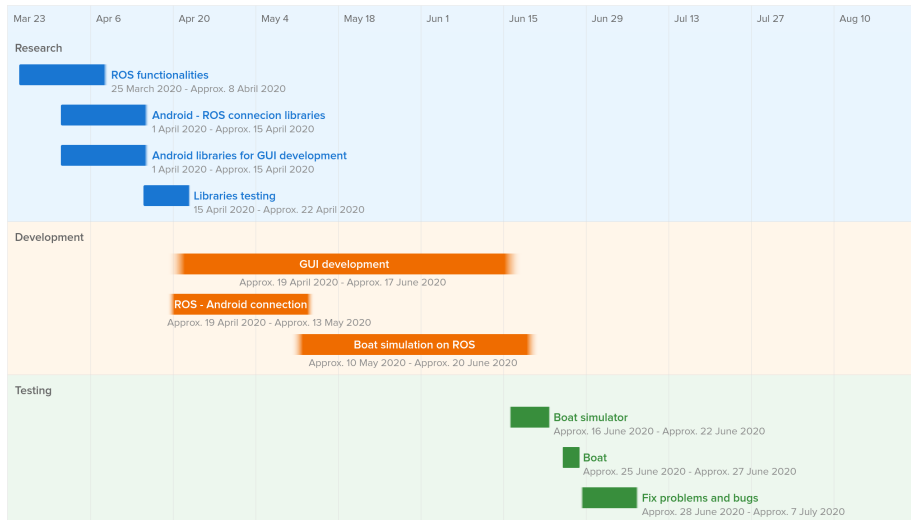 Mar 23 Apr 6 Apr 20 May 4 May 18 Jun 1 Jun 15 Jun 29 Jul 13 Jul 27 Aug 10
Research
ROS functionalities
25 March 2020 - Approx. 8 Abril 2020
Android - ROS connecion libraries
1 April 2020 - Approx. 15 April 2020
Android libraries for GUI development
1 April 2020 - Approx. 15 April 2020
Libraries testing
15 April 2020 - Approx. 22 April 2020
Development
GUI development
Approx. 19 April 2020 - Approx. 17 June 2020
ROS - Android connection
Approx. 19 April 2020 - Approx. 13 May 2020
Boat simulation on ROS
Approx. 10 May 2020 - Approx. 20 June 2020
Testing
Boat simulator
Approx. 16 June 2020 - Approx. 22 June 2020
Boat
Approx. 25 June 2020 - Approx. 27 June 2020
Fix problems and bugs
Approx. 28 June 2020 - Approx. 7 July 2020